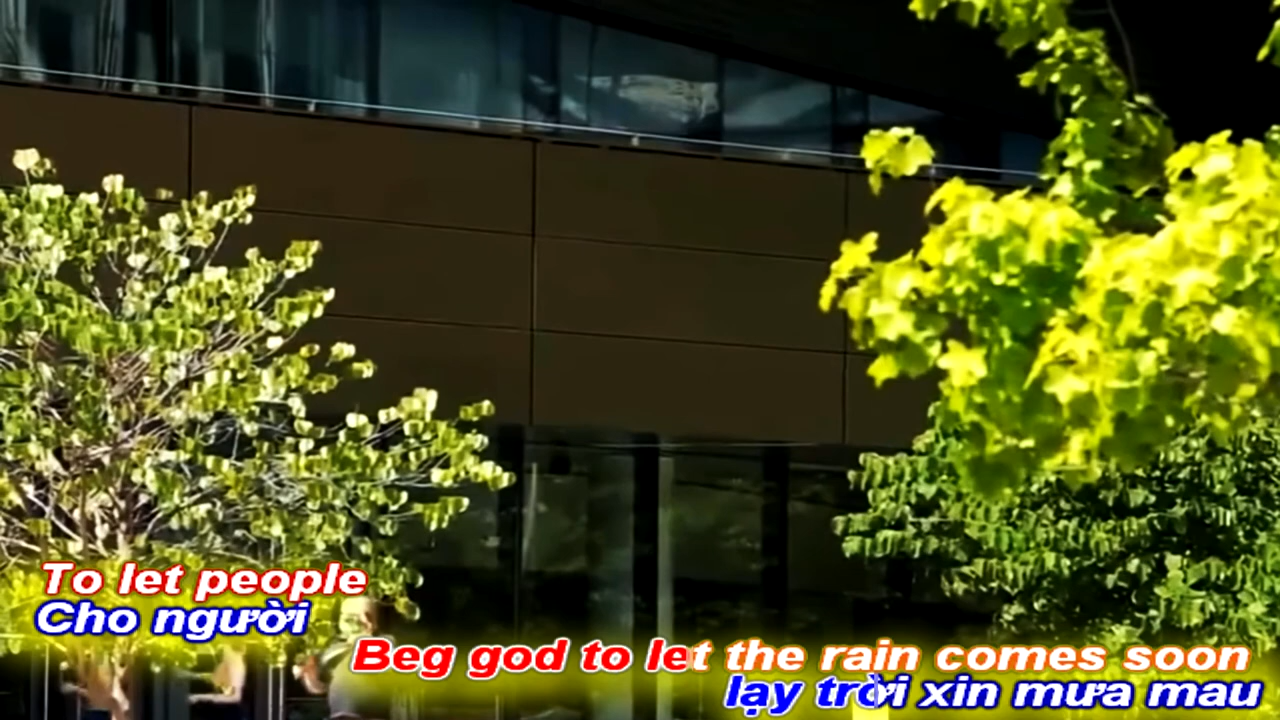 To let people
Cho người
Beg god to let the rain comes soon
lạy trời xin mưa mau